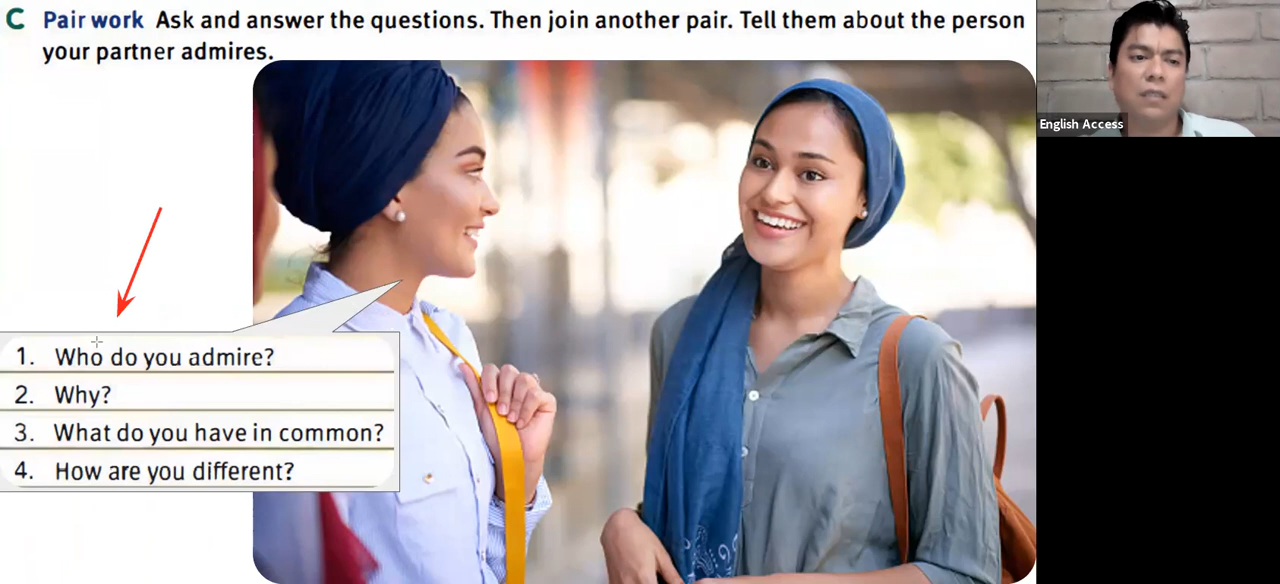 C Pair work Ask and answer the questions. Then join another pair. Tell them about the person
your partner admires.
English Access
1. Who do you admire?
2. Why?
3. What do you have in common?
4. How are you different?